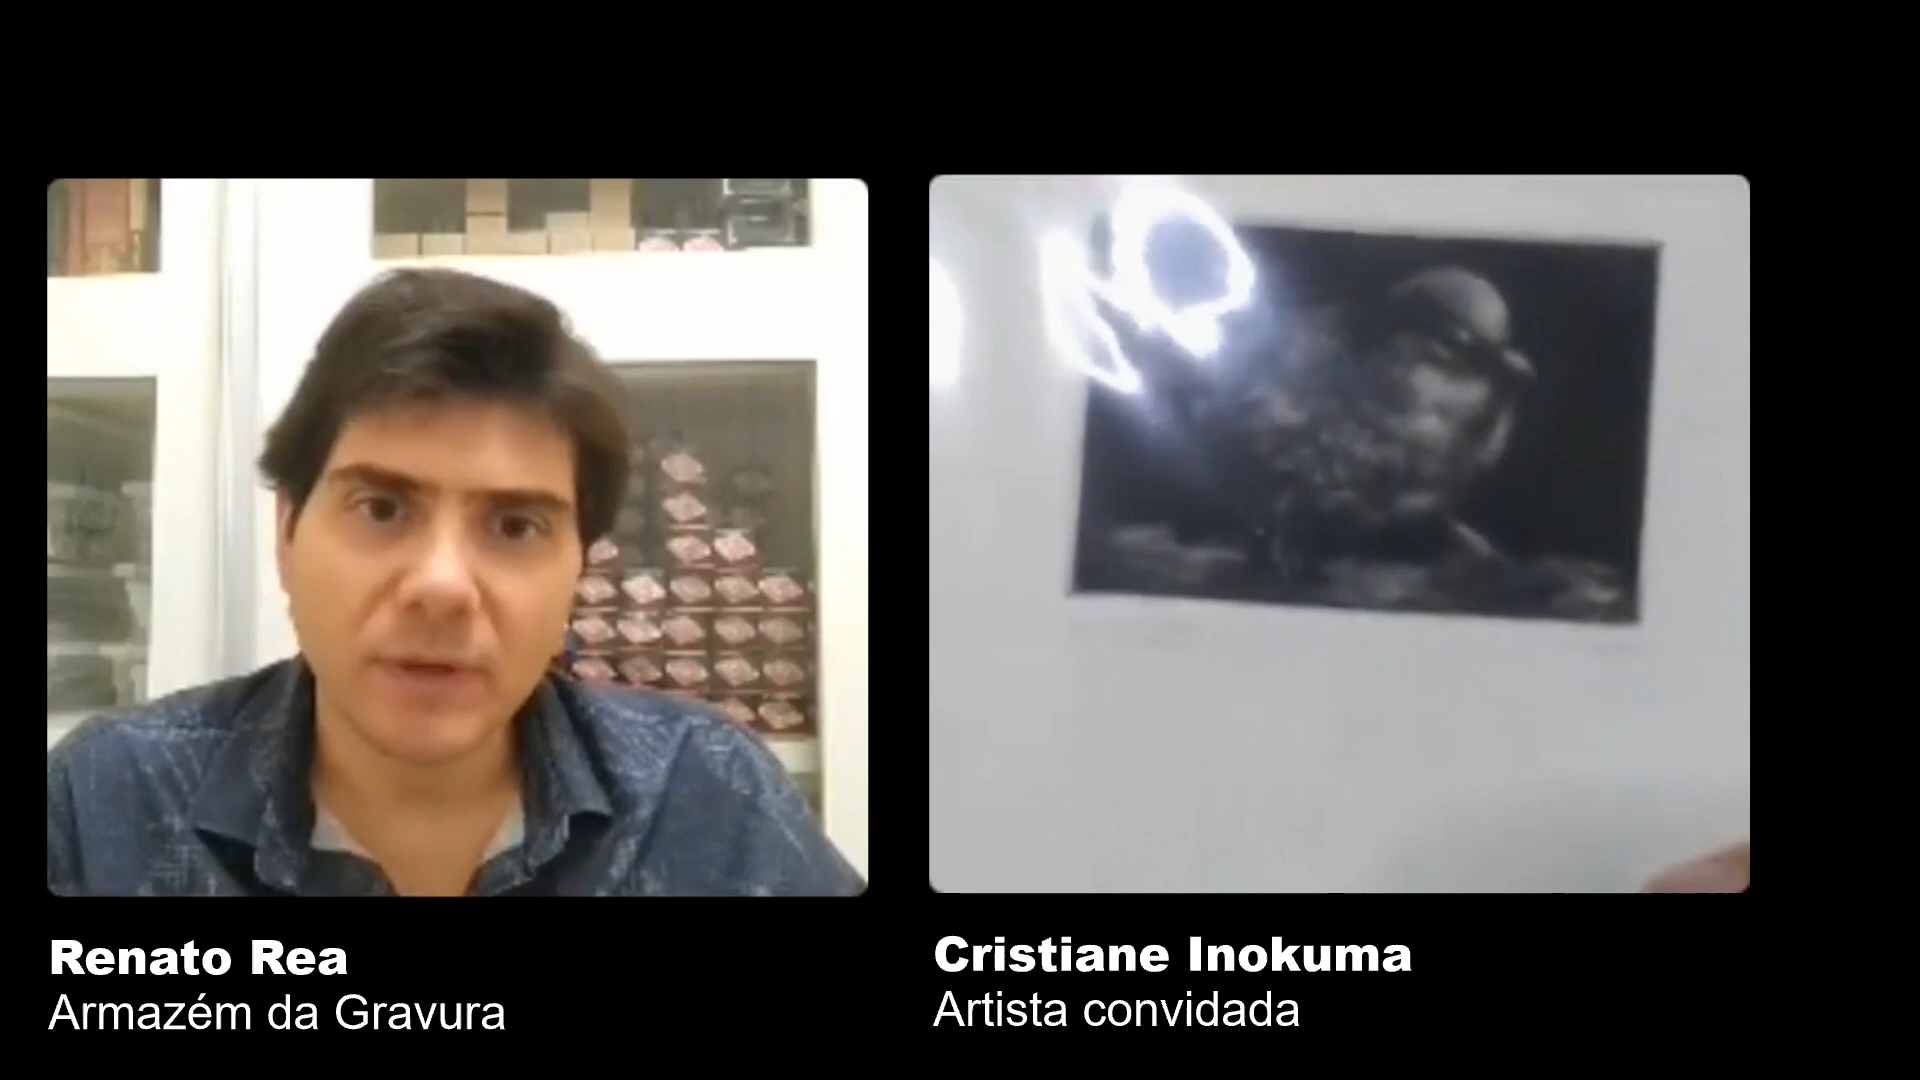 Renato Rea
Armazém da Gravura
Cristiane Inokuma
Artista convidada